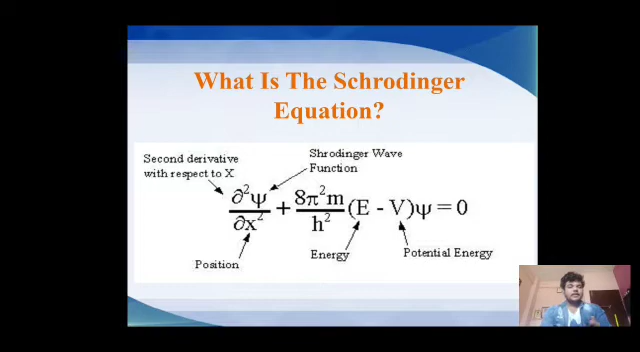 What Is The Schrodinger
Equation?
Second derivative
with respect to X
Shrodinger Wave
Function
∂²ψ/∂x² + 8π²m/h² (E - V)ψ = 0
Position
Energy
Potential Energy